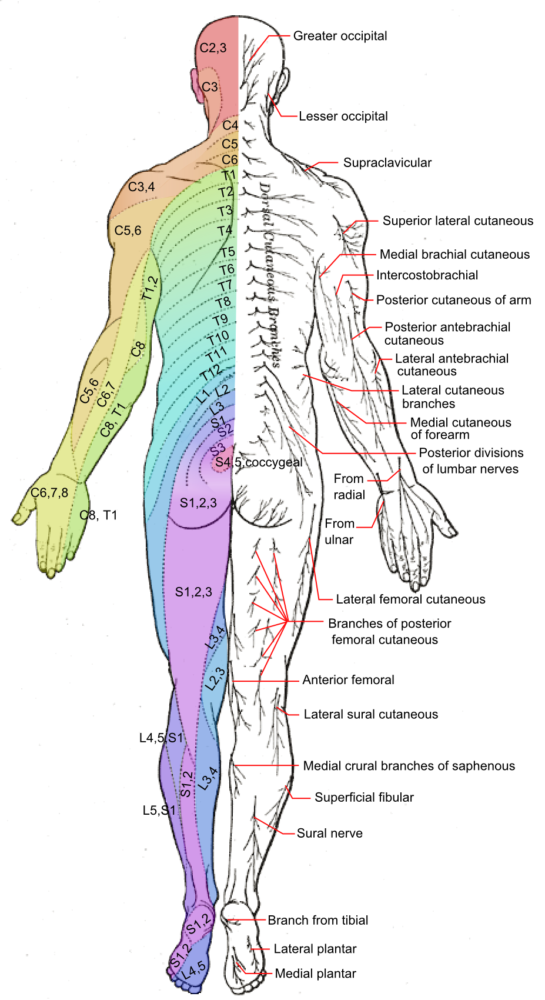 C2,3
C3
C4
C5
C6
T1
T2
T3
T4
T5
T6
T7
T8
T9
T10
T11
T12
L1
L2
L3
S1
S2
S3
S4,5,coccygeal
C3,4
C5,6
T1,2
C8
C5,6
C6,7
C8, T1
C6,7,8
C8, T1
S1,2,3
S1,2,3
L3,4
L2,3
L4,5,S1
S1,2
L3,4
L5,S1
S1,2
S1,2
L4,5
Dorsal Cutaneous Branches
Greater occipital
Lesser occipital
Supraclavicular
Superior lateral cutaneous
Medial brachial cutaneous
Intercostobrachial
Posterior cutaneous of arm
Posterior antebrachial
cutaneous
Lateral antebrachial
cutaneous
Lateral cutaneous
branches
Medial cutaneous
of forearm
Posterior divisions
of lumbar nerves
From
radial
From
ulnar
Lateral femoral cutaneous
Branches of posterior
femoral cutaneous
Anterior femoral
Lateral sural cutaneous
Medial crural branches of saphenous
Superficial fibular
Sural nerve
Branch from tibial
Lateral plantar
Medial plantar